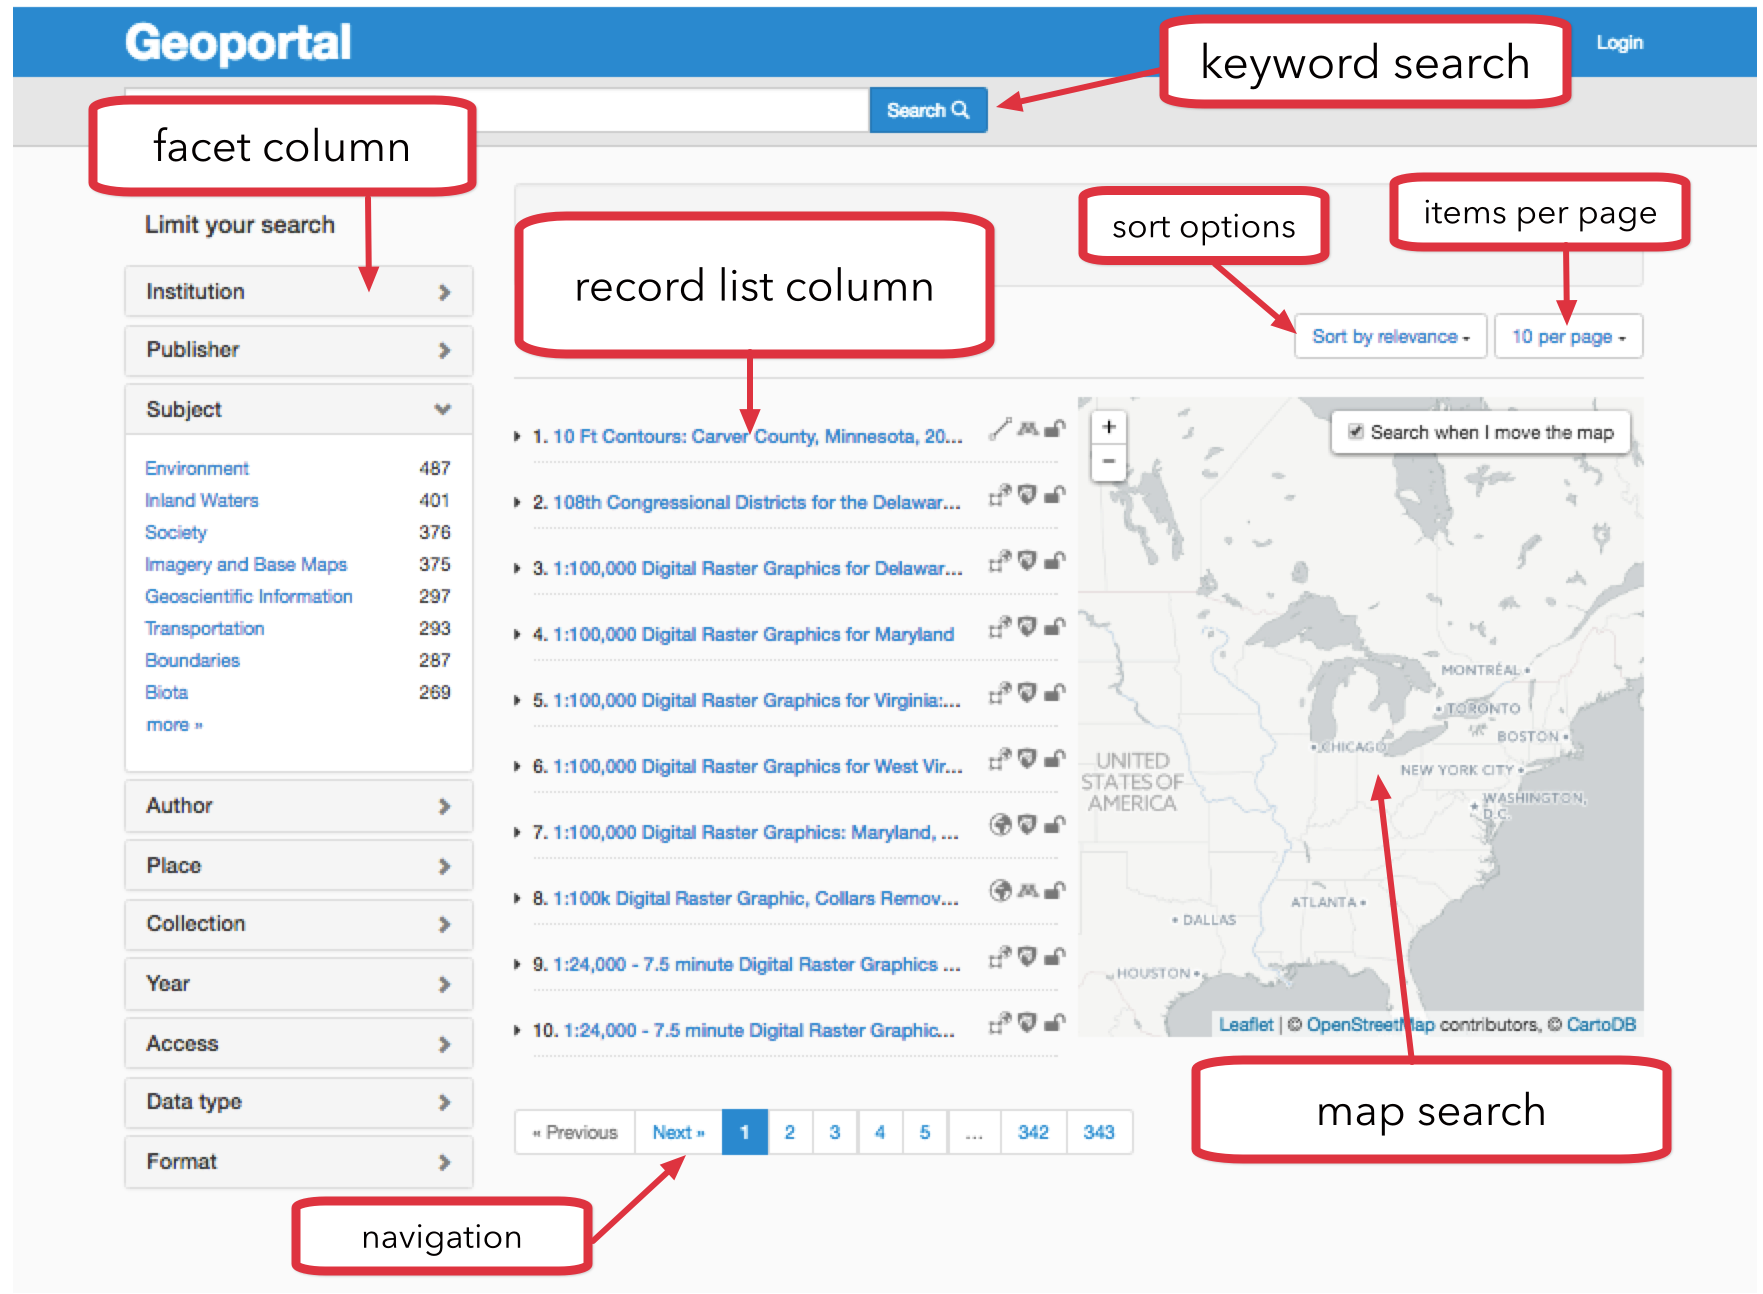 Geoportal
keyword search
Login
Search
facet column
Limit your search
record list column
sort options
items per page
Sort by relevance
10 per page
Institution
Publisher
Subject
Environment 487
Inland Waters 401
Society 376
Imagery and Base Maps 375
Geoscientific Information 297
Transportation 293
Boundaries 287
Biota 269
more »
Author
Place
Collection
Year
Access
Data type
Format
1. 10 Ft Contours: Carver County, Minnesota, 20...
2. 108th Congressional Districts for the Delawar...
3. 1:100,000 Digital Raster Graphics for Delawar...
4. 1:100,000 Digital Raster Graphics for Maryland
5. 1:100,000 Digital Raster Graphics for Virginia:...
6. 1:100,000 Digital Raster Graphics for West Vir...
7. 1:100,000 Digital Raster Graphics: Maryland, ...
8. 1:100k Digital Raster Graphic, Collars Remov...
9. 1:24,000 - 7.5 minute Digital Raster Graphics ...
10. 1:24,000 - 7.5 minute Digital Raster Graphic...
+
−
Search when I move the map
MONTRÉAL
TORONTO
BOSTON
CHICAGO
NEW YORK CITY
UNITED
STATES OF
AMERICA
WASHINGTON,
D.C.
ATLANTA
DALLAS
HOUSTON
Leaflet | © OpenStreetMap contributors, © CartoDB
map search
« Previous Next » 1 2 3 4 5 ... 342 343
navigation